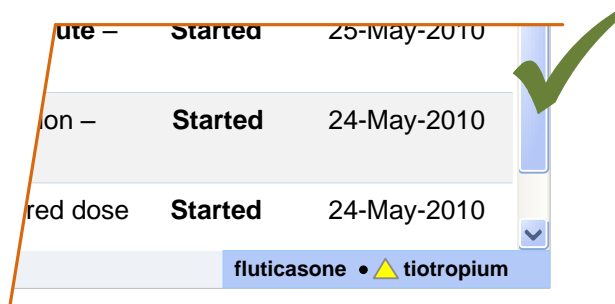 ute – Started 25-May-2010
ion – Started 24-May-2010
red dose Started 24-May-2010
fluticasone • tiotropium